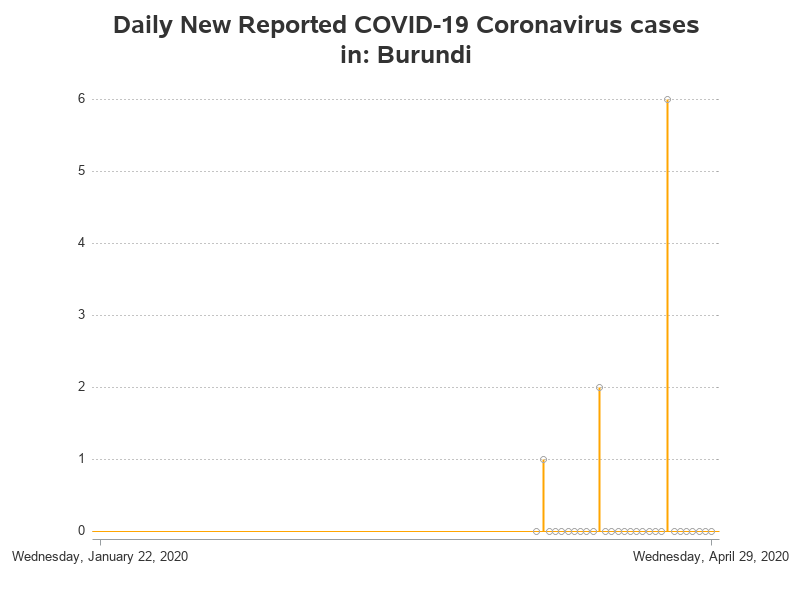 Daily New Reported COVID-19 Coronavirus cases
in: Burundi
6
5
4
3
2
1
0
Wednesday, January 22, 2020 Wednesday, April 29, 2020